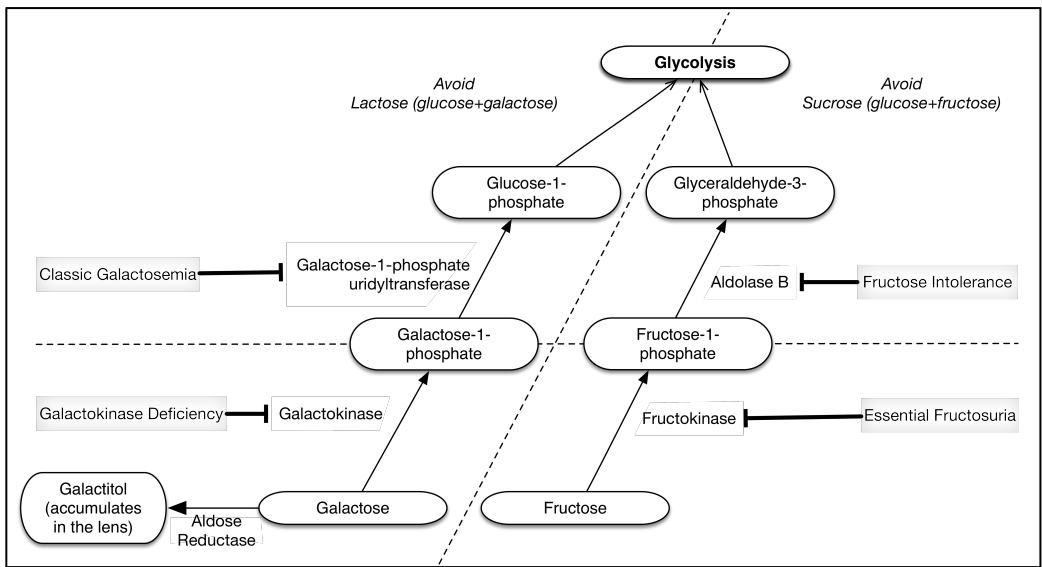 Glycolysis
Avoid
Lactose (glucose+galactose)
Avoid
Sucrose (glucose+fructose)
Glucose-1-
phosphate
Glyceraldehyde-3-
phosphate
Classic Galactosemia
Galactose-1-phosphate
uridyltransferase
Aldolase B
Fructose Intolerance
Galactose-1-
phosphate
Fructose-1-
phosphate
Galactokinase Deficiency
Galactokinase
Fructokinase
Essential Fructosuria
Galactitol
(accumulates
in the lens)
Aldose
Reductase
Galactose
Fructose